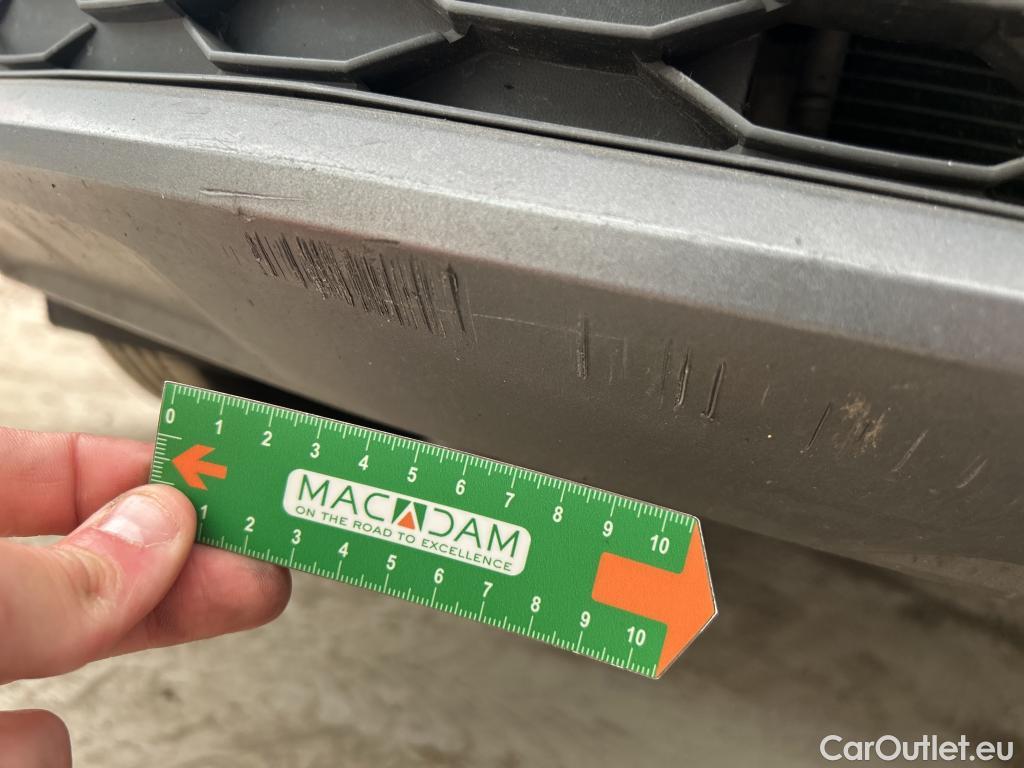 0 1 2 3 4 5 6 7 8 9 10
MACADAM
ON THE ROAD TO EXCELLENCE
1 2 3 4 5 6 7 8 9 10
CarOutlet.eu